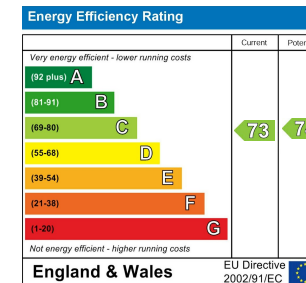 Energy Efficiency Rating
Current
Very energy efficient - lower running costs
(92 plus) A
(81-91) B
(69-80) C
73
(55-68) D
(39-54) E
(21-38) F
(1-20) G
Not energy efficient - higher running costs
England & Wales
EU Directive
2002/91/EC